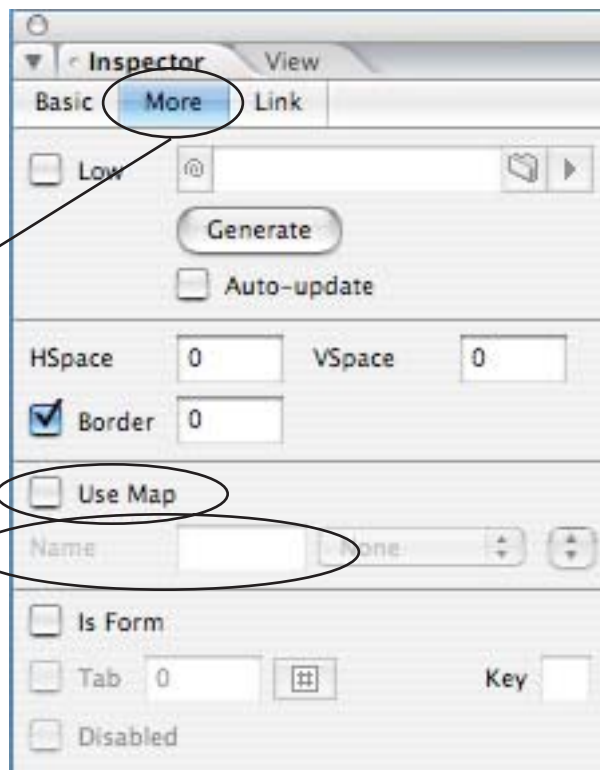 Inspector View
Basic More Link
Low
Generate
Auto-update
HSpace 0 VSpace 0
Border 0
Use Map
Name None
Is Form
Tab 0 Key
Disabled